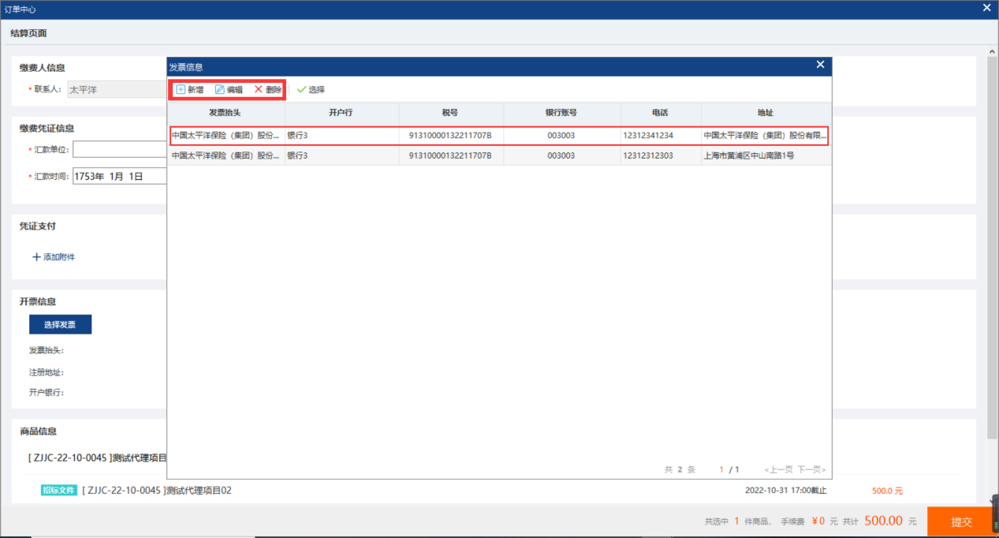 订单中心
结算页面
缴费人信息
* 联系人: 太平洋
缴费凭证信息
* 汇款单位:
* 汇款时间: 1753年 1月 1日
凭证支付
添加附件
开票信息
选择发票
发票抬头:
注册地址:
开户银行:
商品信息
[ ZJJC-22-10-0045 ]测试代理项目
招标文件 [ ZJJC-22-10-0045 ]测试代理项目02 2022-10-31 17:00截止 500.0 元
共选中 1 件商品, 手续费 ¥0 元 共计 500.00 元 提交
发票信息
新增 编辑 删除 选择
发票抬头 开户行 税号 银行账号 电话 地址
中国太平洋保险（集团）股份... 银行3 91310000132211707B 003003 12312341234 中国太平洋保险（集团）股份有限...
中国太平洋保险（集团）股份... 银行3 91310000132211707B 003003 12312312303 上海市黄浦区中山南路1号
共 2 条 1 / 1 <上一页 下一页>